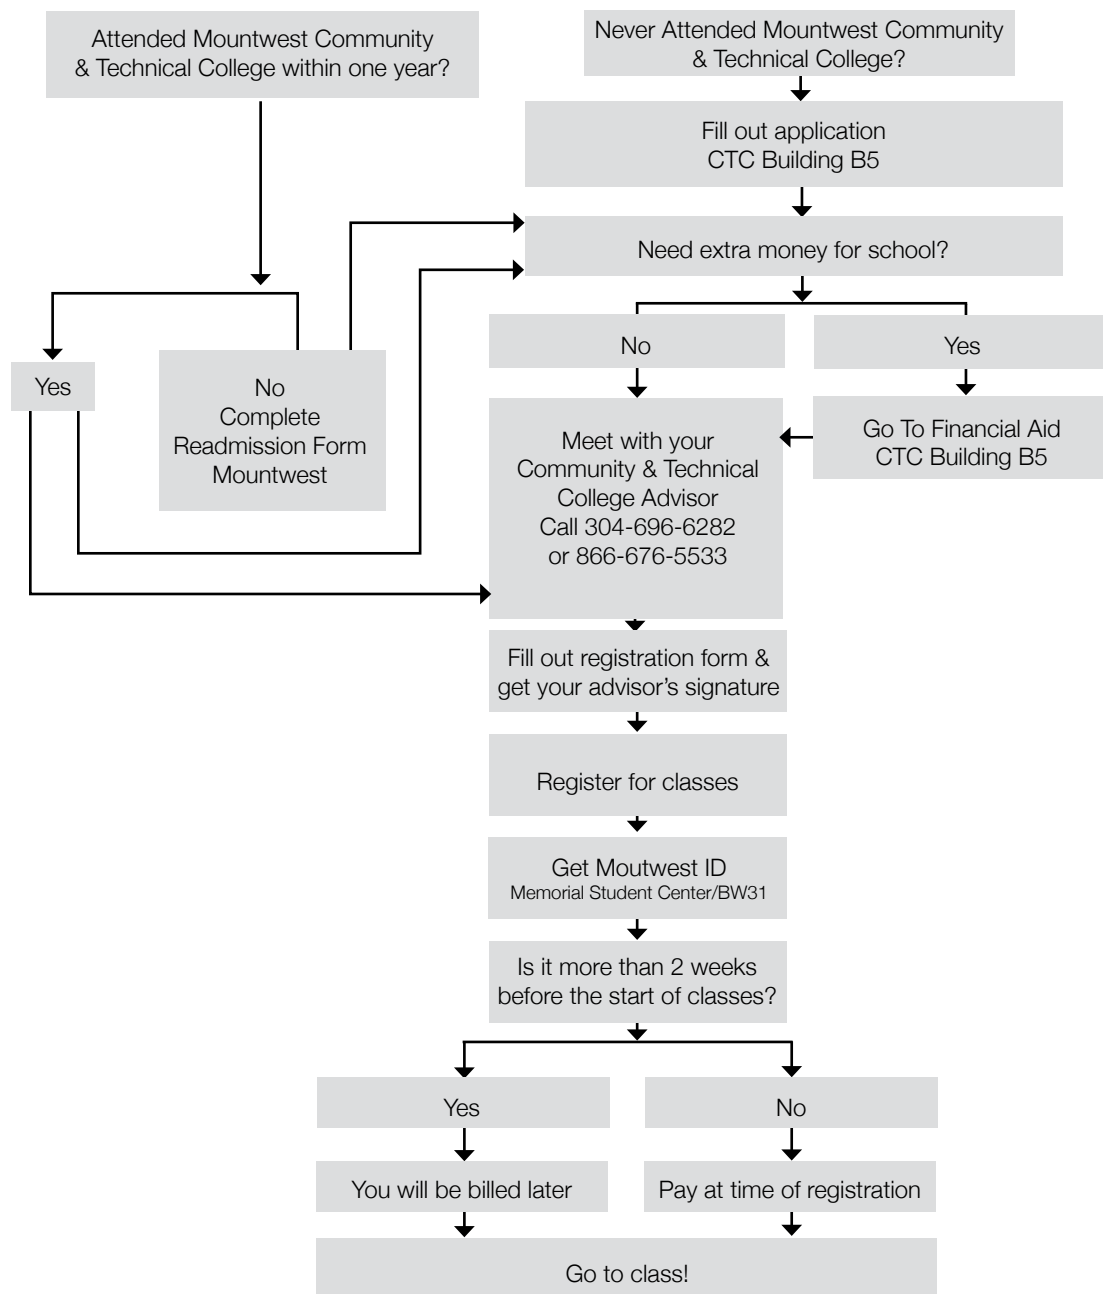 Attended Mountwest Community
& Technical College within one year?
Never Attended Mountwest Community
& Technical College?
Fill out application
CTC Building B5
Need extra money for school?
No
Yes
Yes
No
Complete
Readmission Form
Mountwest
Meet with your
Community & Technical
College Advisor
Call 304-696-6282
or 866-676-5533
Go To Financial Aid
CTC Building B5
Fill out registration form &
get your advisor’s signature
Register for classes
Get Moutwest ID
Memorial Student Center/BW31
Is it more than 2 weeks
before the start of classes?
Yes
No
You will be billed later
Pay at time of registration
Go to class!